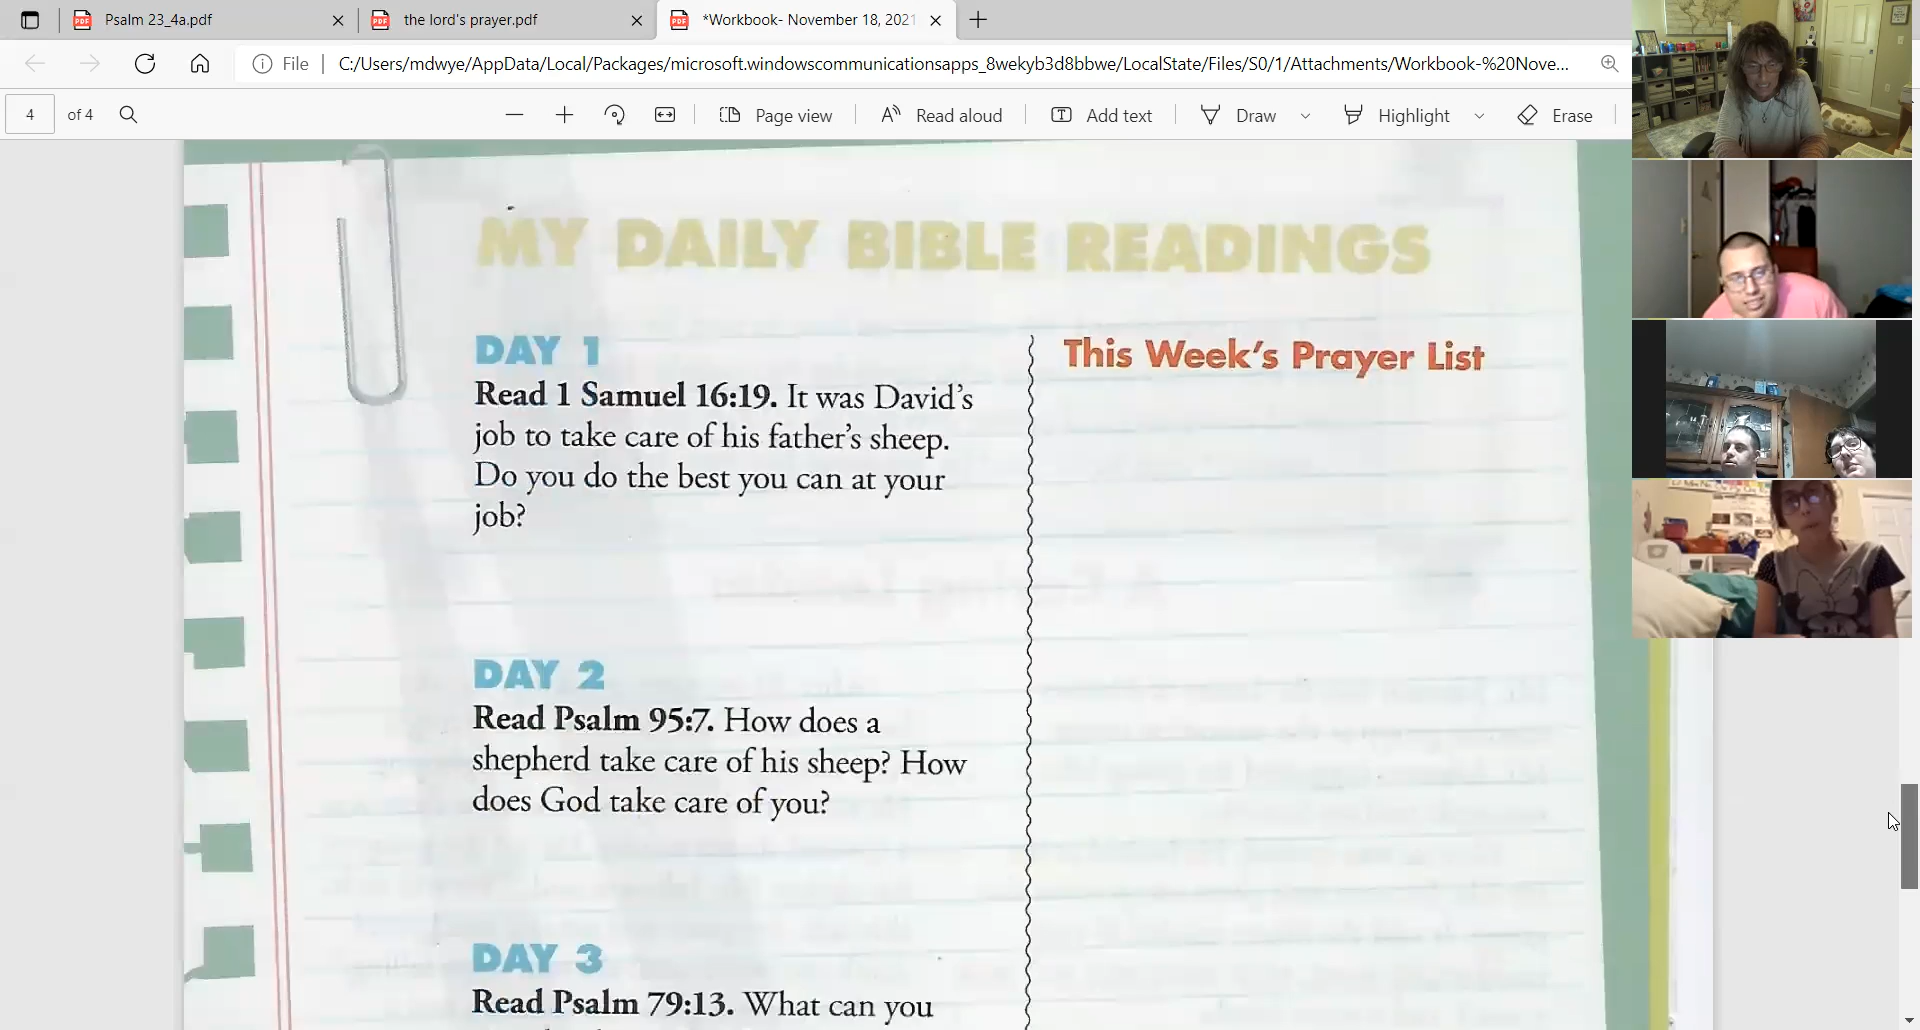 Psalm 23_4a.pdf
the lord's prayer.pdf
*Workbook- November 18, 2021
File
C:/Users/mdwye/AppData/Local/Packages/microsoft.windowscommunicationsapps_8wekyb3d8bbwe/LocalState/Files/S0/1/Attachments/Workbook-%20Nove...
4 of 4
Page view
Read aloud
Add text
Draw
Highlight
Erase
MY DAILY BIBLE READINGS
DAY 1
Read 1 Samuel 16:19. It was David's
job to take care of his father's sheep.
Do you do the best you can at your
job?
DAY 2
Read Psalm 95:7. How does a
shepherd take care of his sheep? How
does God take care of you?
DAY 3
Read Psalm 79:13. What can you
This Week's Prayer List